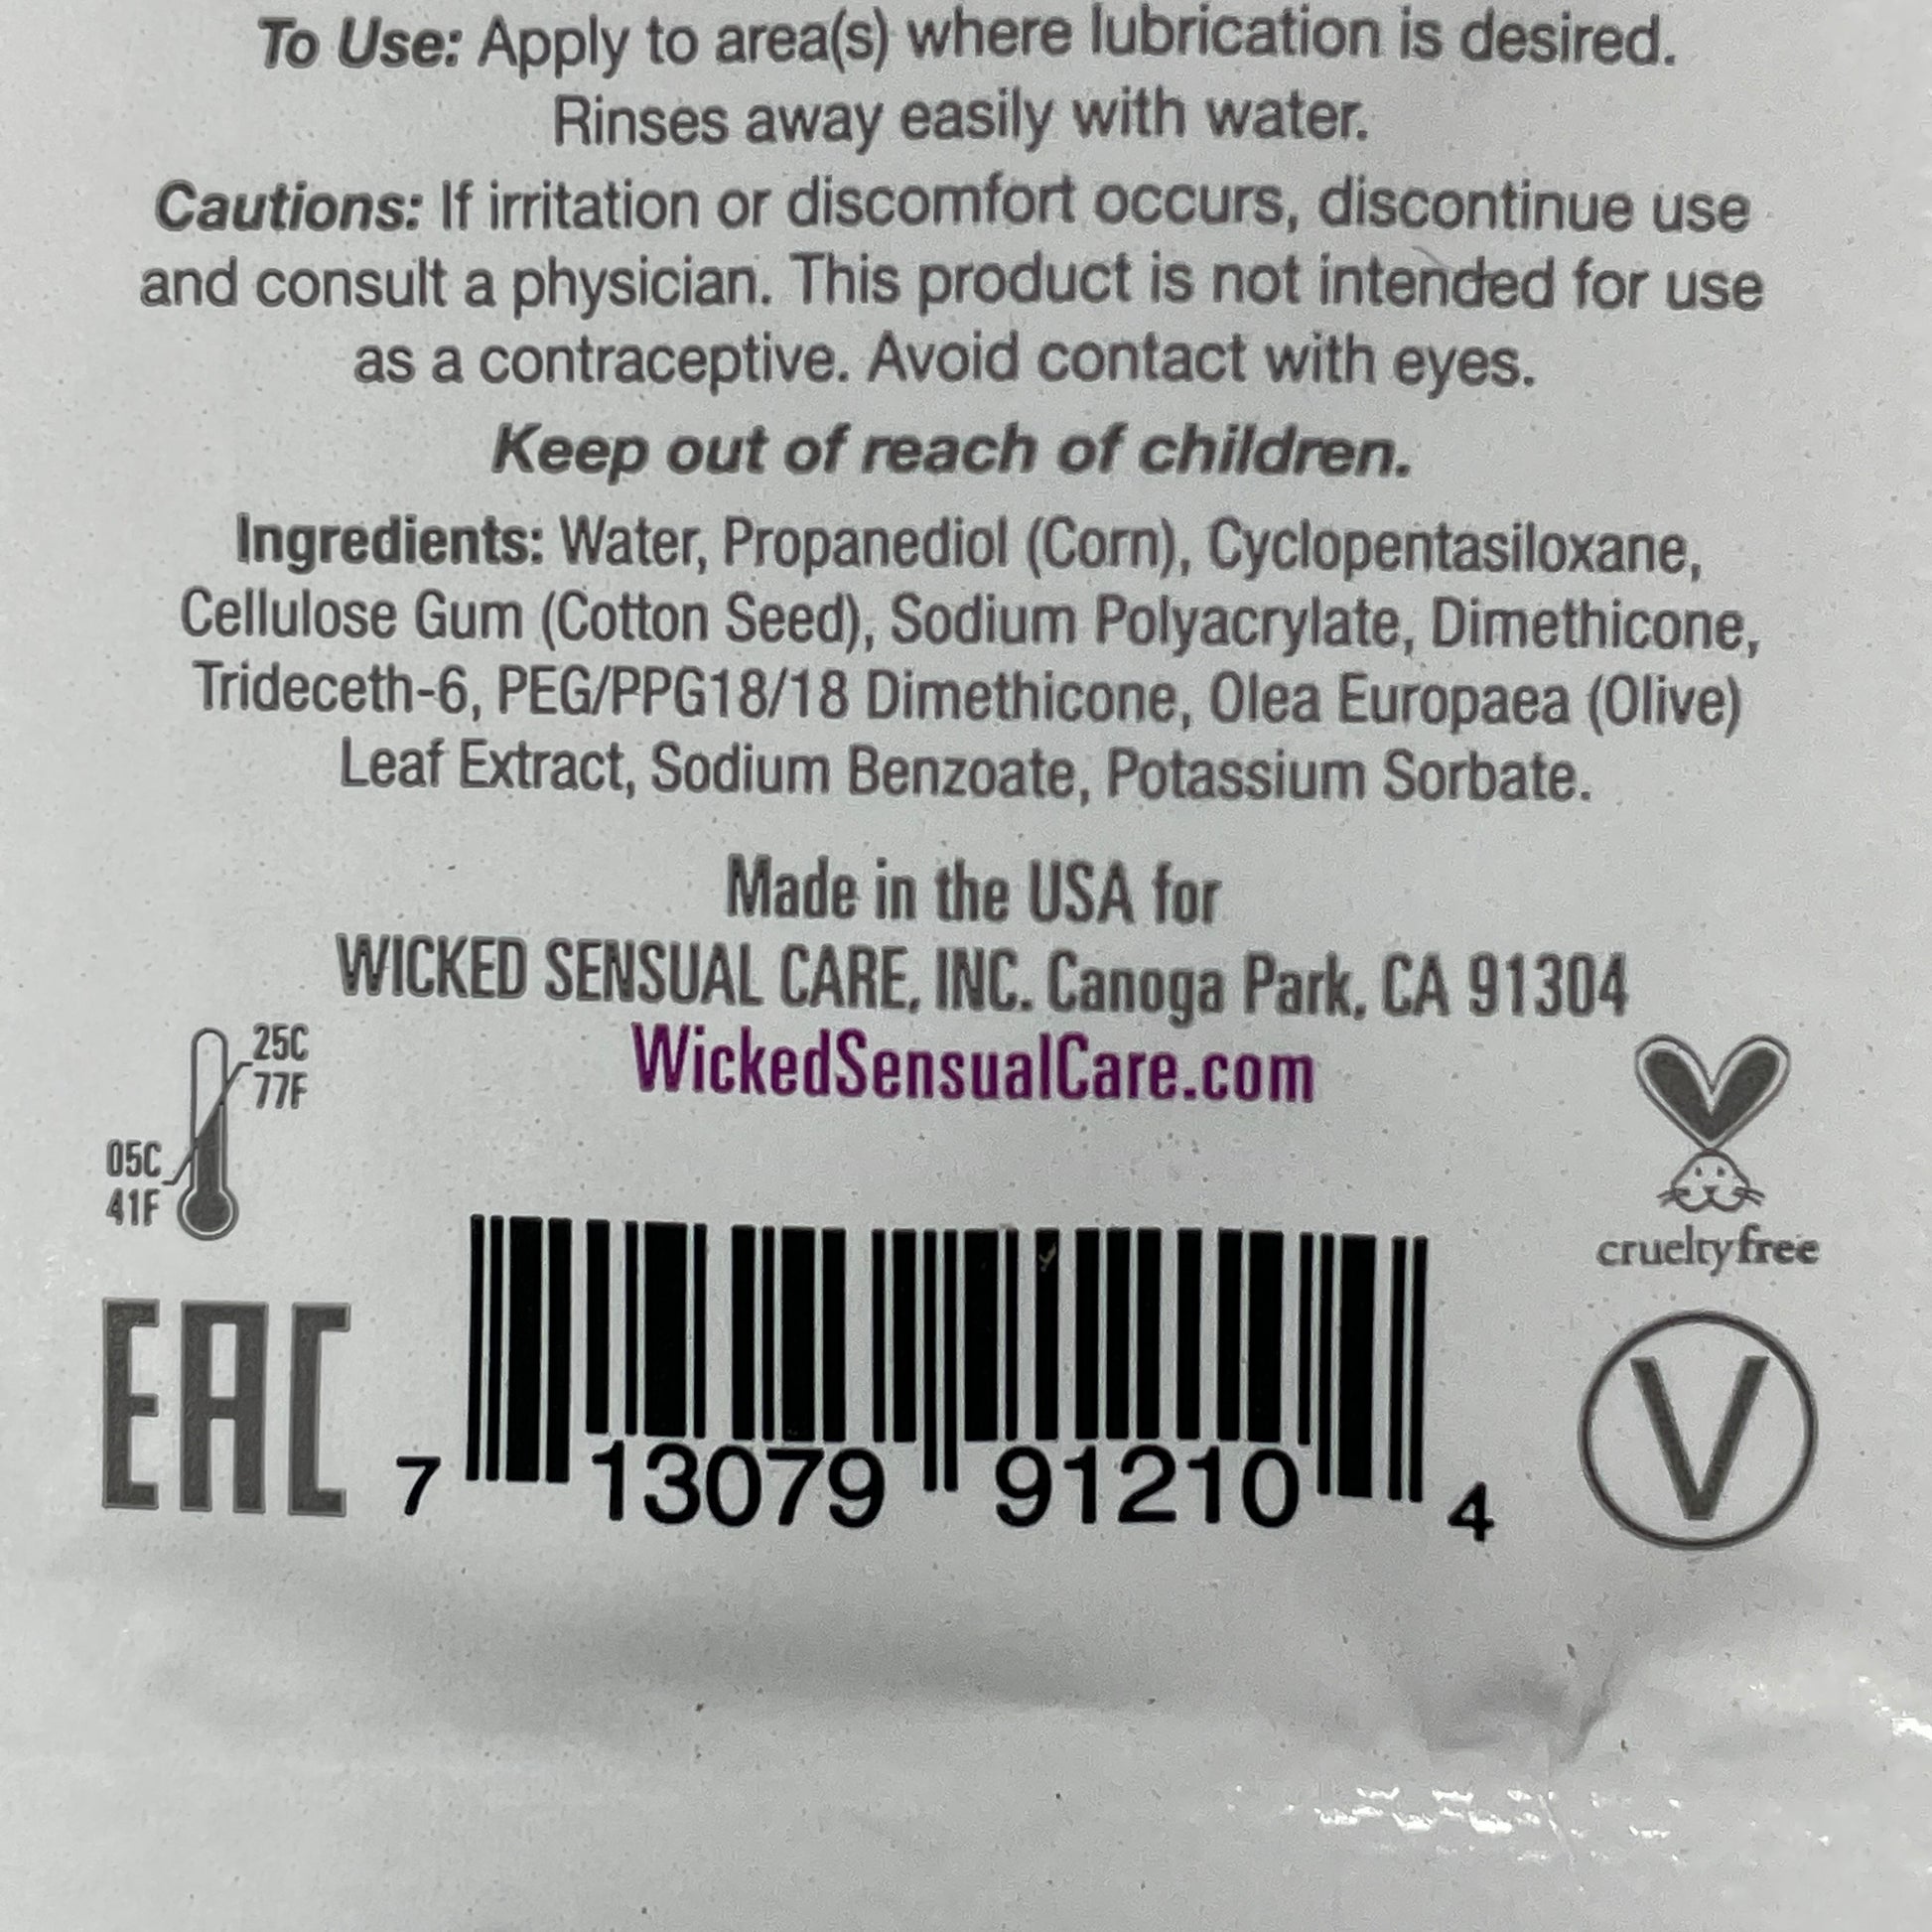 To Use: Apply to area(s) where lubrication is desired.
Rinses away easily with water.
Cautions: If irritation or discomfort occurs, discontinue use
and consult a physician. This product is not intended for use
as a contraceptive. Avoid contact with eyes.
Keep out of reach of children.
Ingredients: Water, Propanediol (Corn), Cyclopentasiloxane,
Cellulose Gum (Cotton Seed), Sodium Polyacrylate, Dimethicone,
Trideceth-6, PEG/PPG18/18 Dimethicone, Olea Europaea (Olive)
Leaf Extract, Sodium Benzoate, Potassium Sorbate.
Made in the USA for
WICKED SENSUAL CARE, INC. Canoga Park, CA 91304
WickedSensualCare.com
25C
77F
05C
41F
cruelty free
EAC
7 13079 91210 4
V